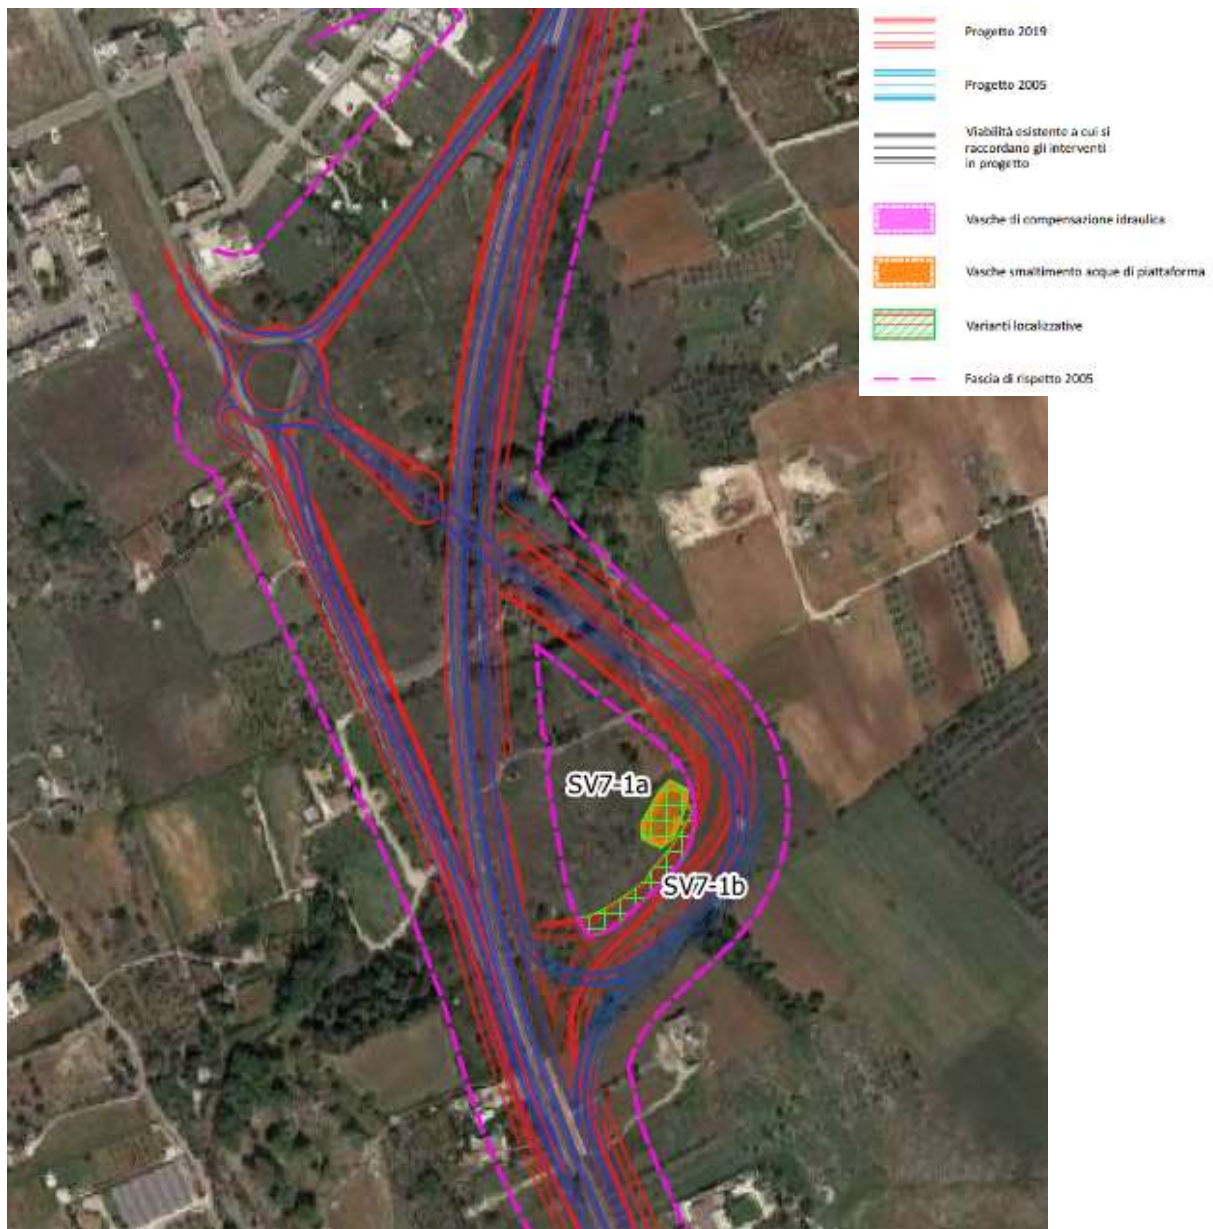 Progetto 2019
Progetto 2005
Viabilità esistente a cui si
raccordano gli interventi
in progetto
Vasche di compensazione idraulica
Vasche smaltimento acque di piattaforma
Varianti localizzative
Fascia di rispetto 2005
SV7-1a
SV7-1b